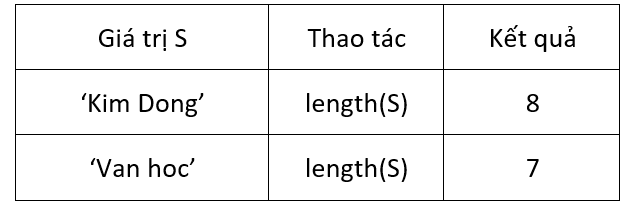 Giá trị S Thao tác Kết quả
‘Kim Dong’ length(S) 8
‘Van hoc’ length(S) 7